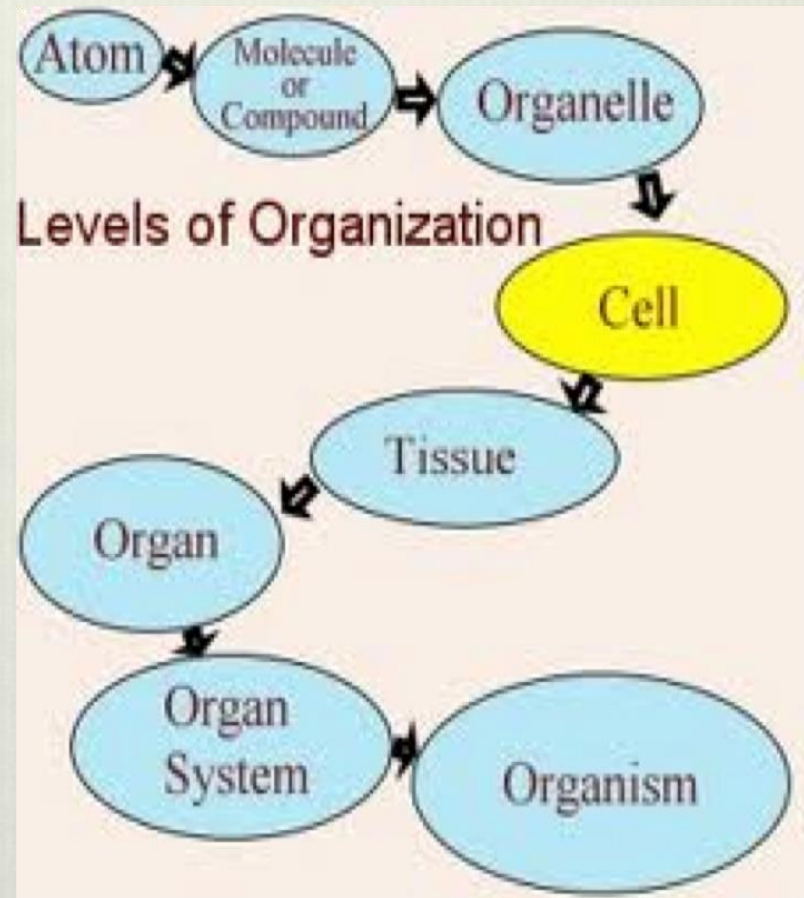 Atom
Molecule
or
Compound
Organelle
Levels of Organization
Cell
Tissue
Organ
Organ
System
Organism